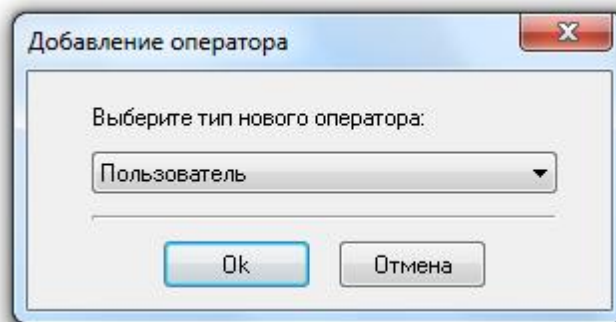 Добавление оператора
Выберите тип нового оператора:
Пользователь
Ok
Отмена